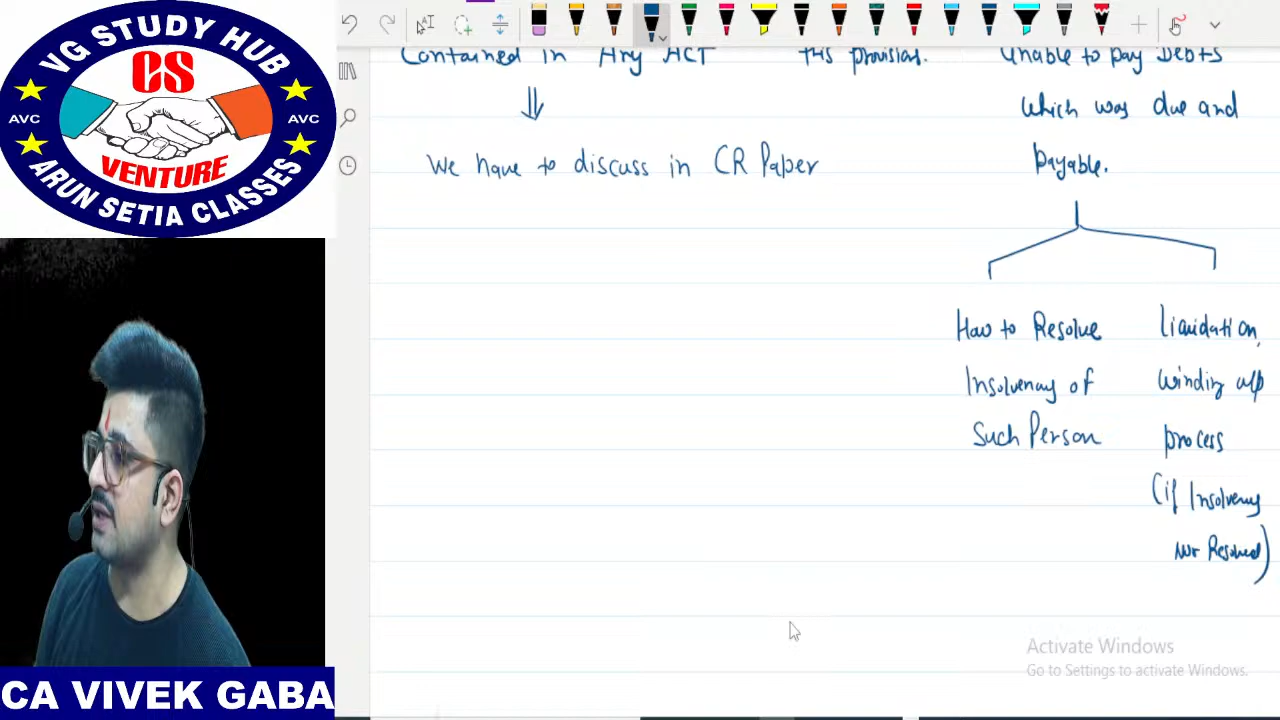 VG STUDY HUB
CS
AVC
AVC
VENTURE
ARUN SETIA CLASSES
Contained in Any ACT
this provision.
Unable to pay Debts
which was due and
payable.
We have to discuss in CR Paper
How to Resolve
Insolvency of
Such Person
Liquidation,
winding up
process
(if Insolvency
not Resolved)
Activate Windows
Go to Settings to activate Windows.
CA VIVEK GABA